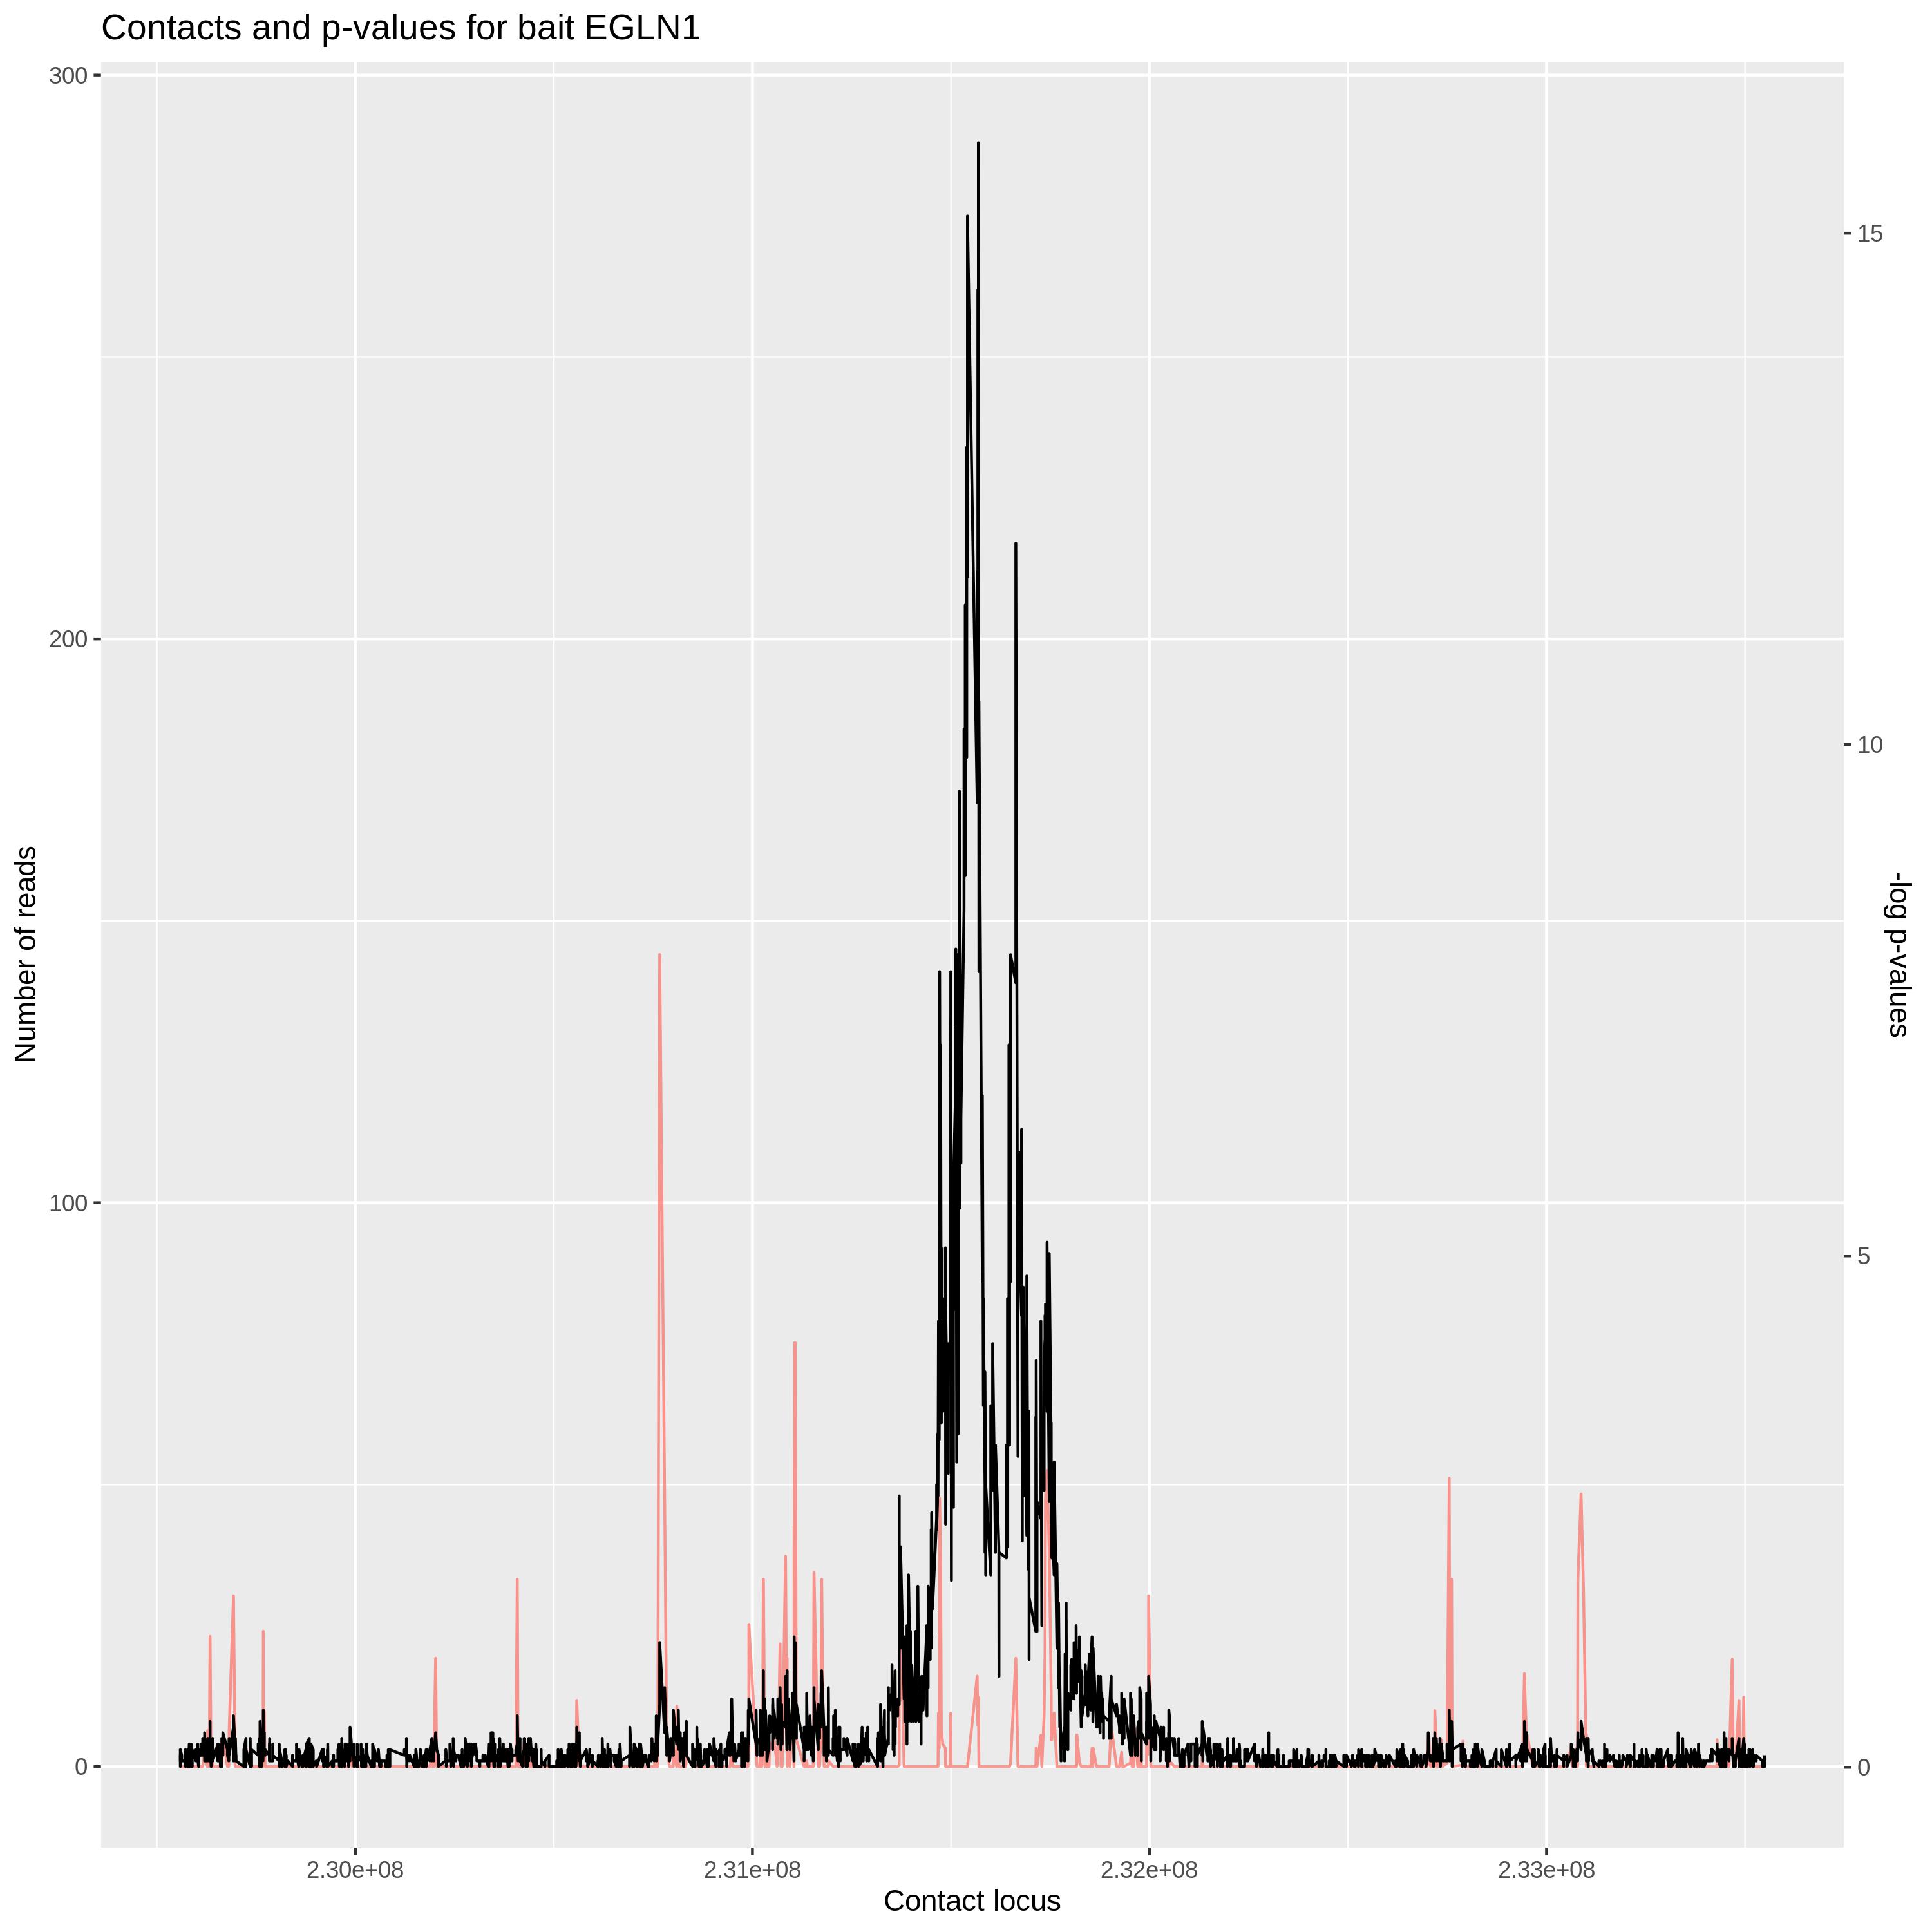 Contacts and p-values for bait EGLN1
300
200
100
0
Number of reads
15
10
5
0
-log p-values
2.30e+08
2.31e+08
2.32e+08
2.33e+08
Contact locus